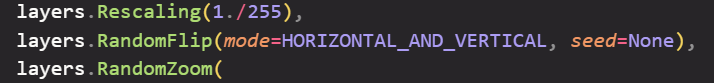 layers.Rescaling(1./255),
layers.RandomFlip(mode=HORIZONTAL_AND_VERTICAL, seed=None),
layers.RandomZoom(